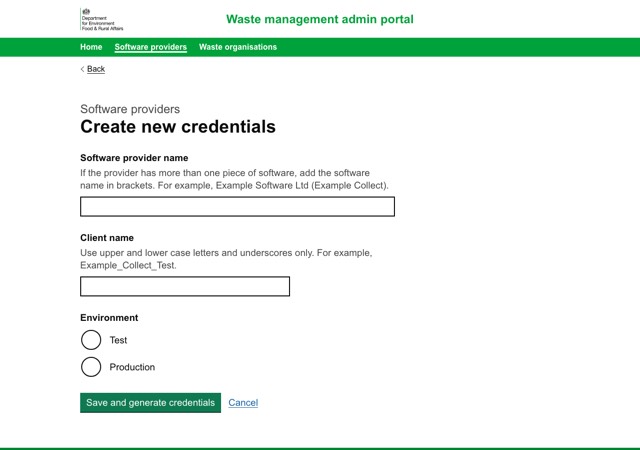 Department
for Environment
Food & Rural Affairs
Waste management admin portal
Home Software providers Waste organisations
Back
Software providers
Create new credentials
Software provider name
If the provider has more than one piece of software, add the software
name in brackets. For example, Example Software Ltd (Example Collect).
Client name
Use upper and lower case letters and underscores only. For example,
Example_Collect_Test.
Environment
Test
Production
Save and generate credentials Cancel